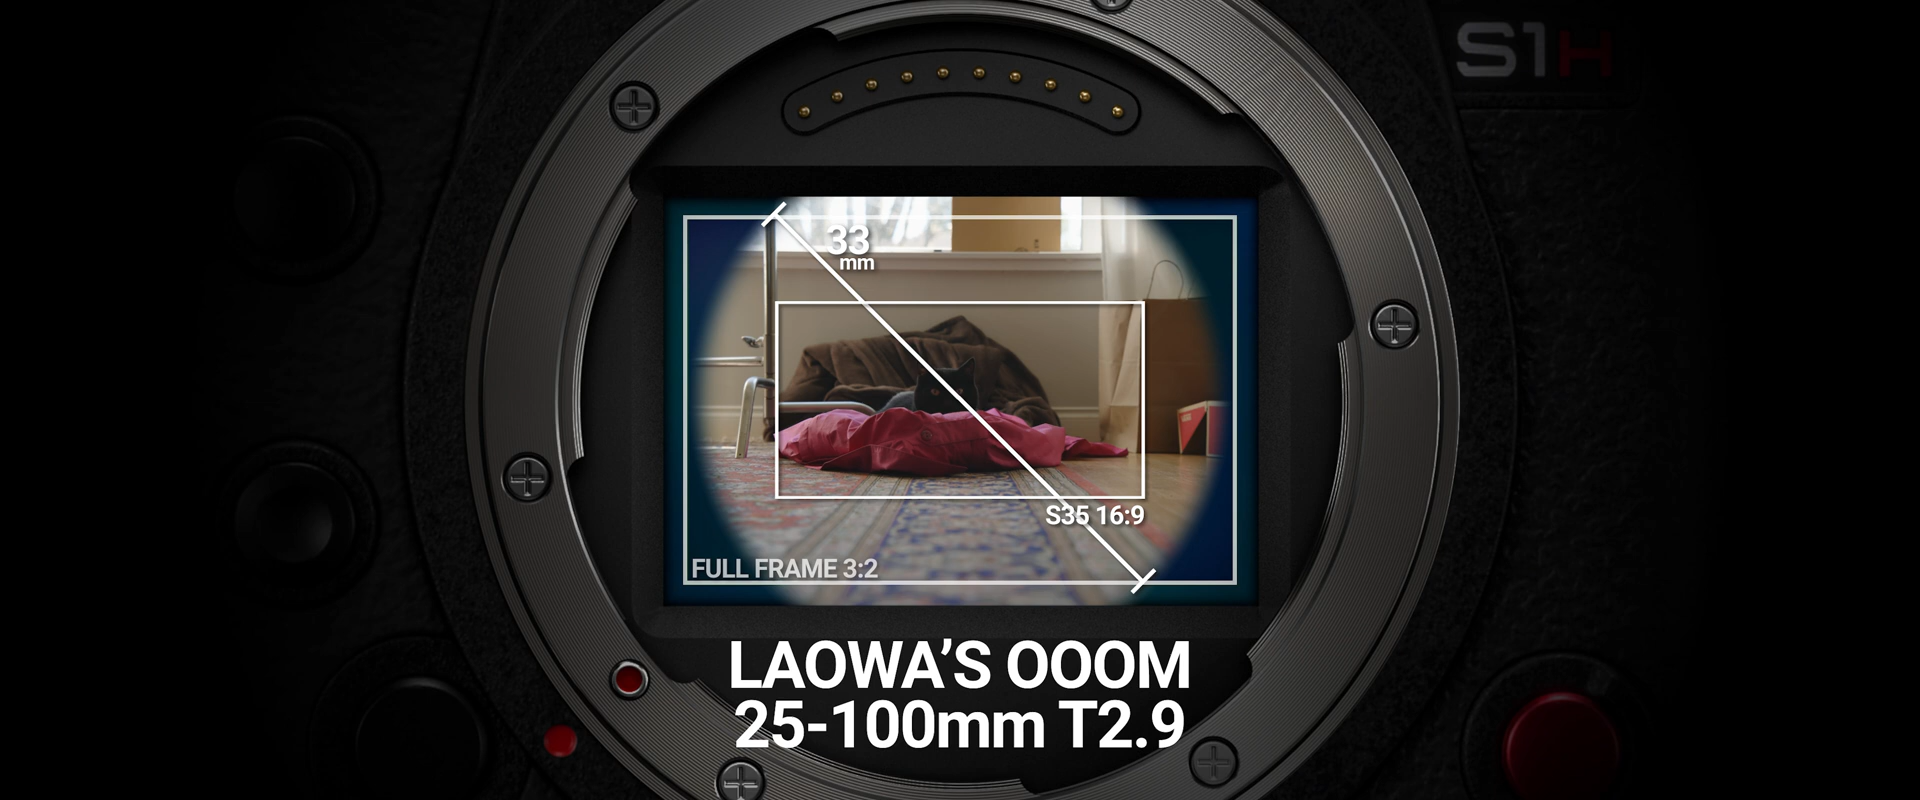 S1H
33
mm
S35 16:9
FULL FRAME 3:2
LAOWA’S OOOM
25-100mm T2.9